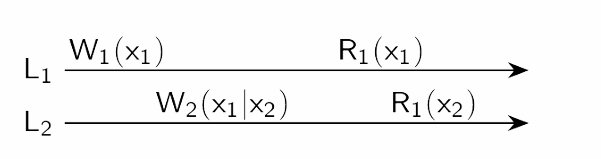 W₁(x₁) R₁(x₁)
L₁
W₂(x₁|x₂) R₁(x₂)
L₂